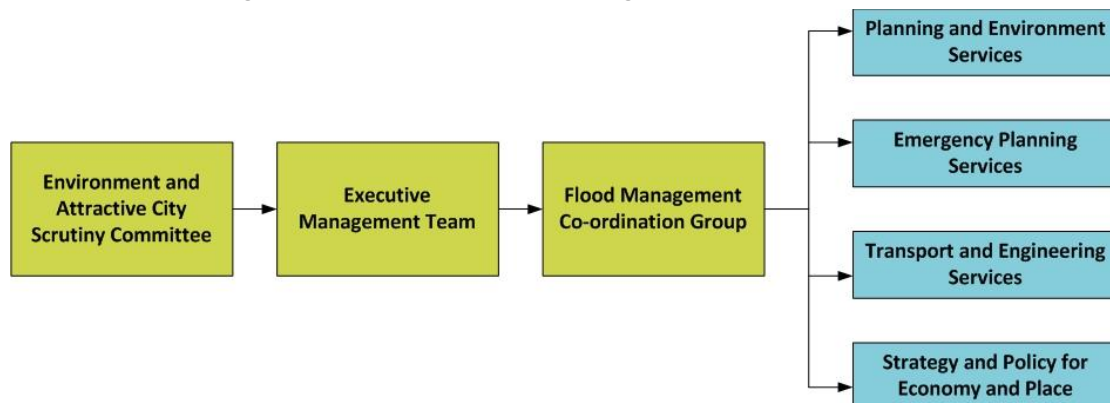 Environment and
Attractive City
Scrutiny Committee
Executive
Management Team
Flood Management
Co-ordination Group
Planning and Environment
Services
Emergency Planning
Services
Transport and Engineering
Services
Strategy and Policy for
Economy and Place